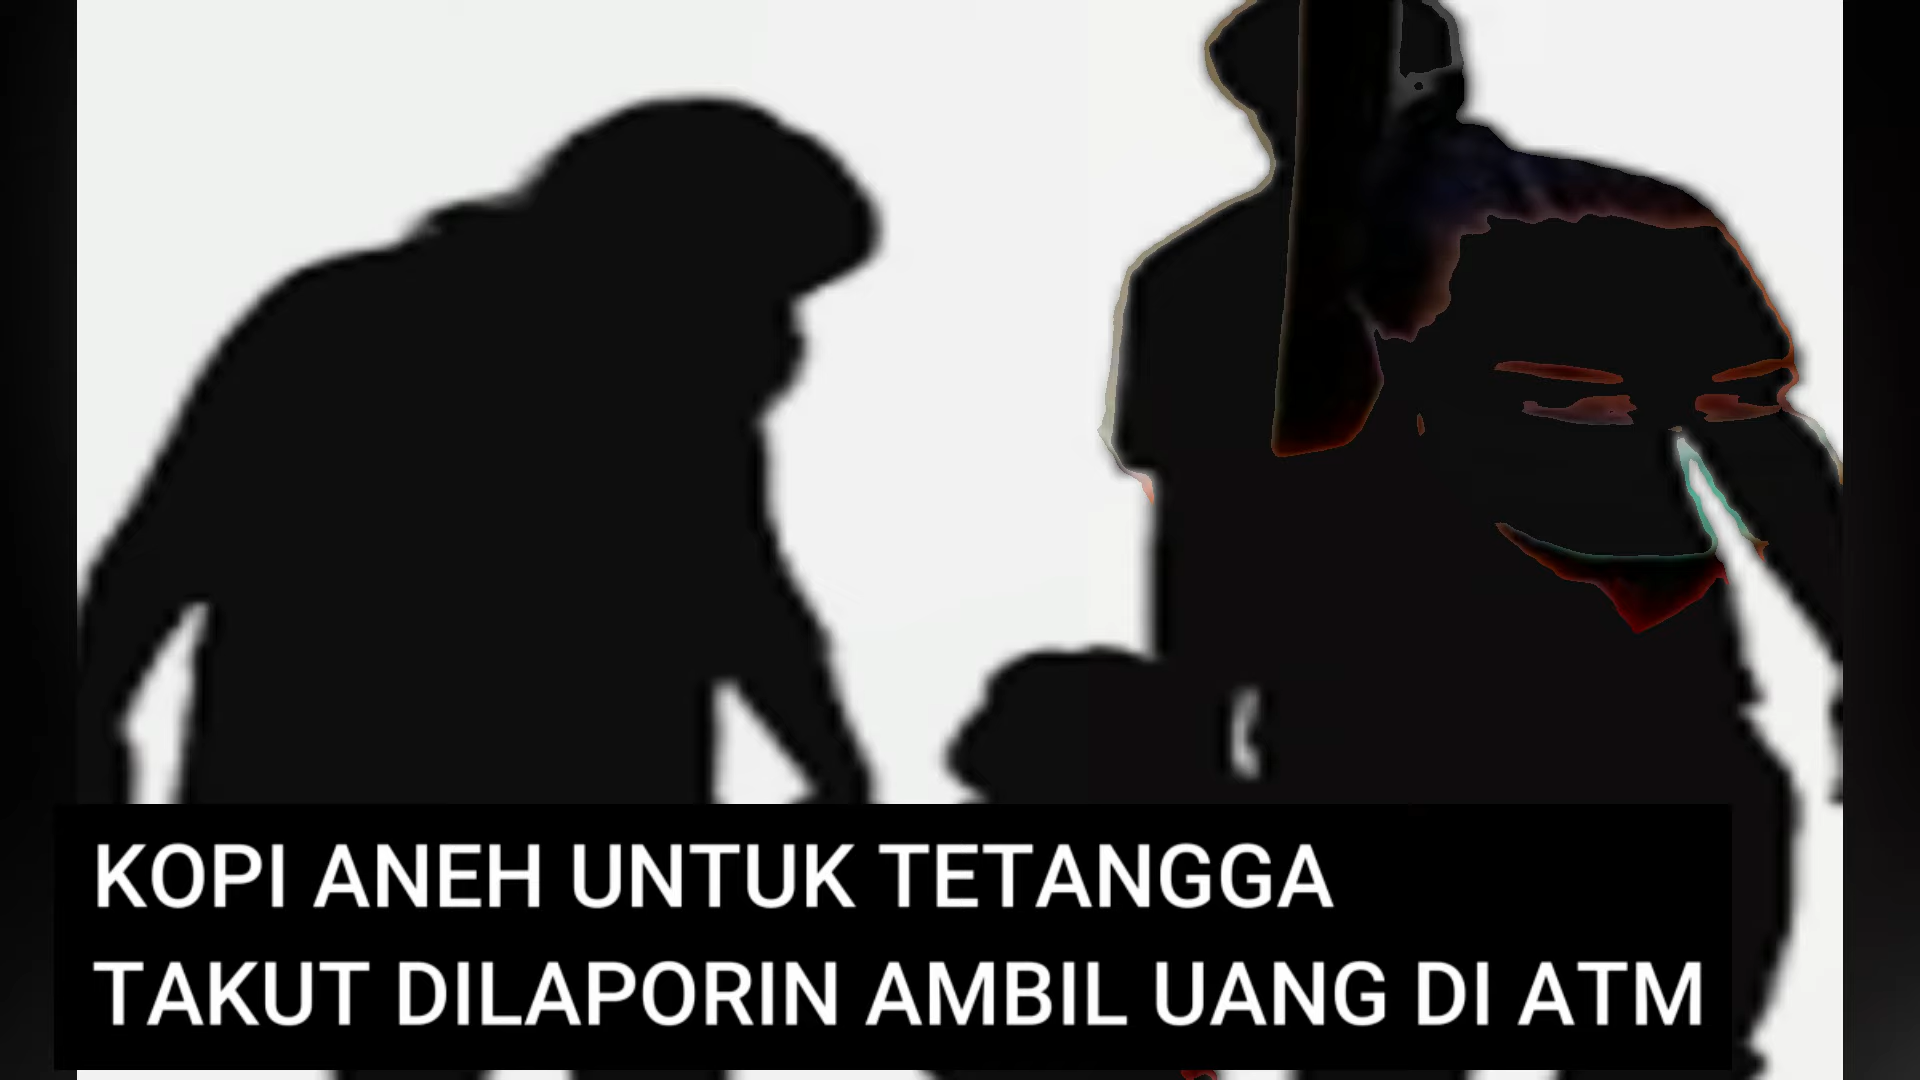 KOPI ANEH UNTUK TETANGGA
TAKUT DILAPORIN AMBIL UANG DI ATM